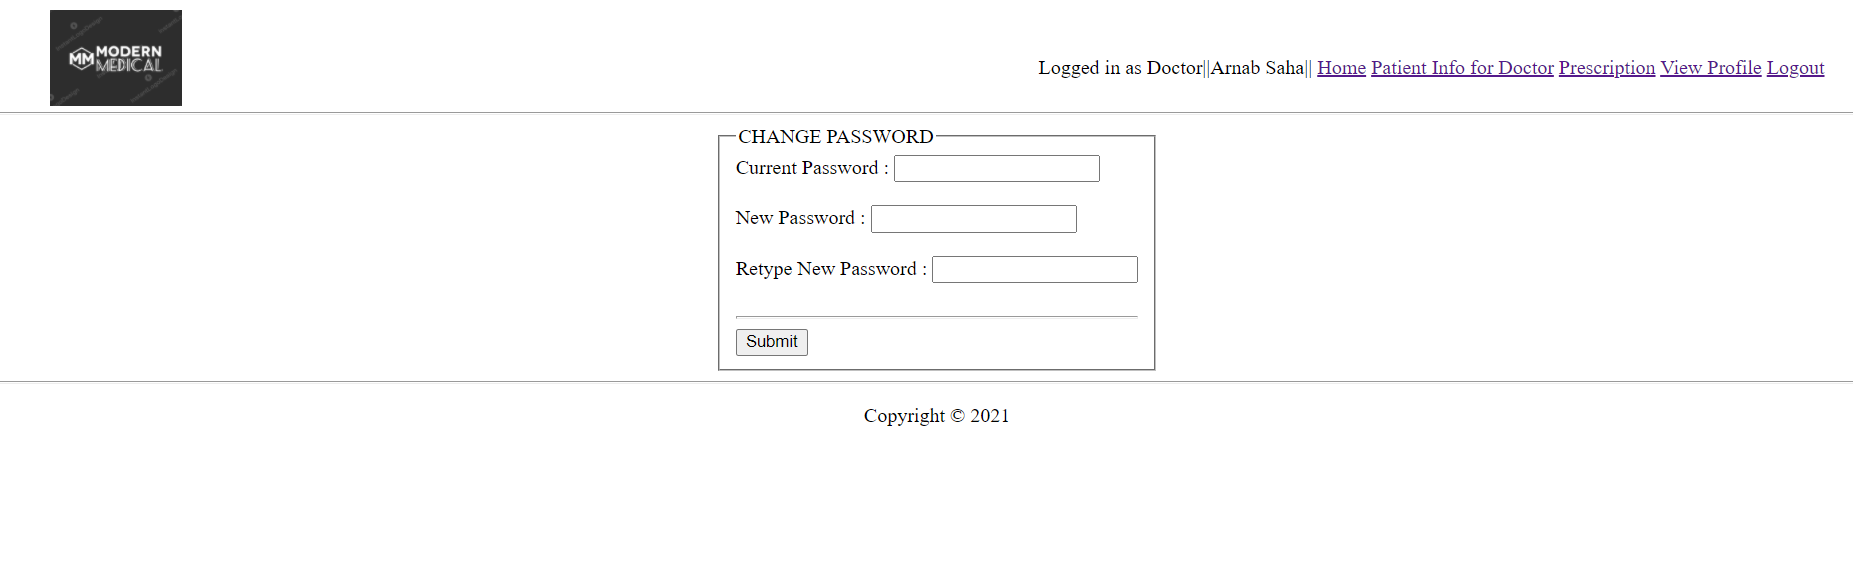 MM MODERN
MEDICAL
Logged in as Doctor||Arnab Saha|| Home Patient Info for Doctor Prescription View Profile Logout
CHANGE PASSWORD
Current Password :
New Password :
Retype New Password :
Submit
Copyright © 2021